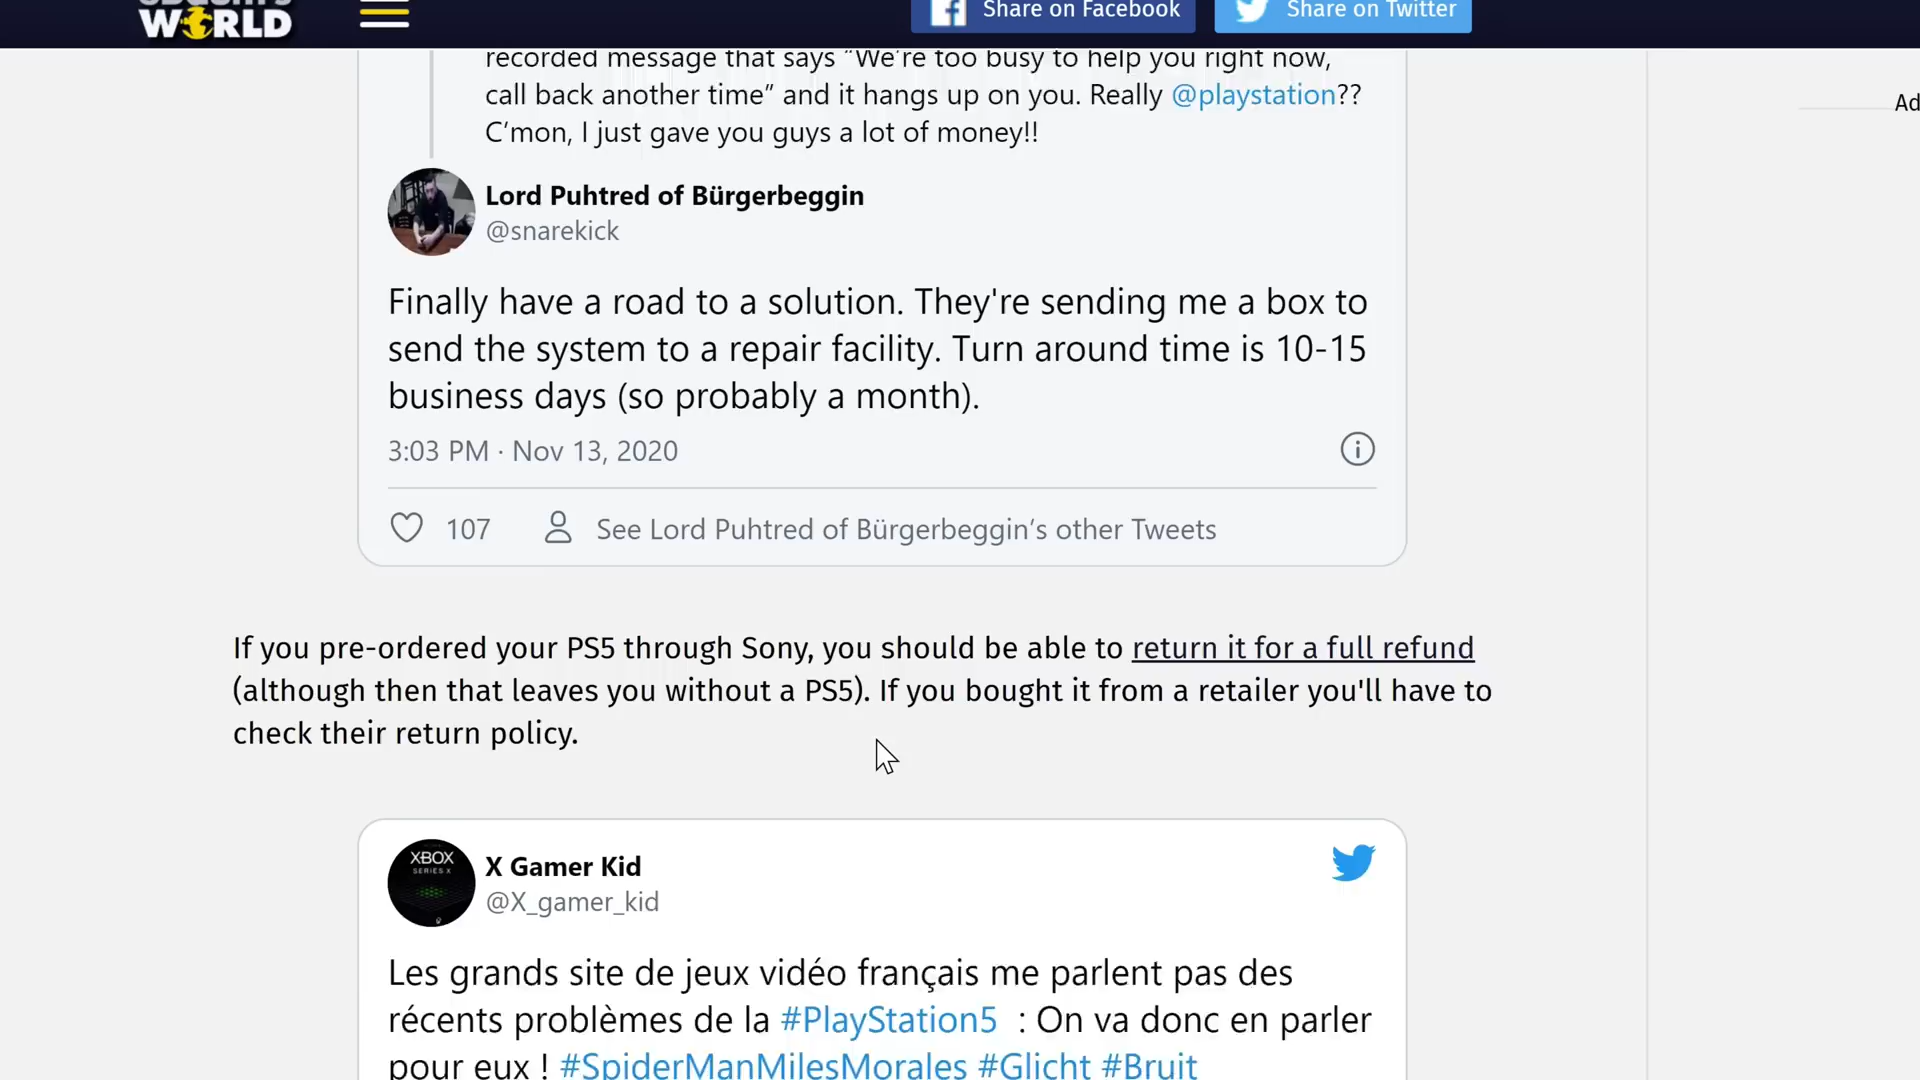 WORLD
Share on Facebook
Share on Twitter
recorded message that says “We’re too busy to help you right now,
call back another time” and it hangs up on you. Really @playstation??
C’mon, I just gave you guys a lot of money!!
Ad
Lord Puhtred of Bürgerbeggin
@snarekick
Finally have a road to a solution. They're sending me a box to
send the system to a repair facility. Turn around time is 10-15
business days (so probably a month).
3:03 PM · Nov 13, 2020
107
See Lord Puhtred of Bürgerbeggin’s other Tweets
If you pre-ordered your PS5 through Sony, you should be able to return it for a full refund
(although then that leaves you without a PS5). If you bought it from a retailer you'll have to
check their return policy.
XBOX
SERIES X
X Gamer Kid
@X_gamer_kid
Les grands site de jeux vidéo français me parlent pas des
récents problèmes de la #PlayStation5 : On va donc en parler
pour eux ! #SpiderManMilesMorales #Glicht #Bruit